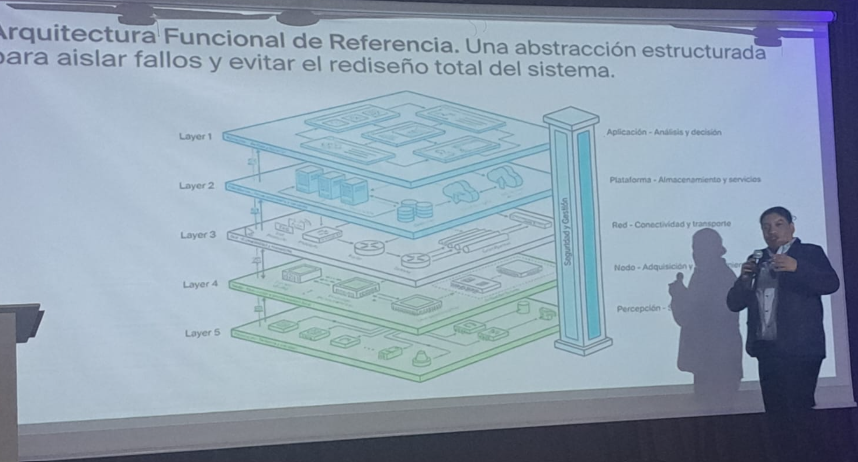 Arquitectura Funcional de Referencia. Una abstracción estructurada
para aislar fallos y evitar el rediseño total del sistema.
Layer 1
Aplicación - Análisis y decisión
Layer 2
Plataforma - Almacenamiento y servicios
Layer 3
Red - Conectividad y transporte
Layer 4
Nodo - Adquisición y
Layer 5
Percepción -
Seguridad y Gestión